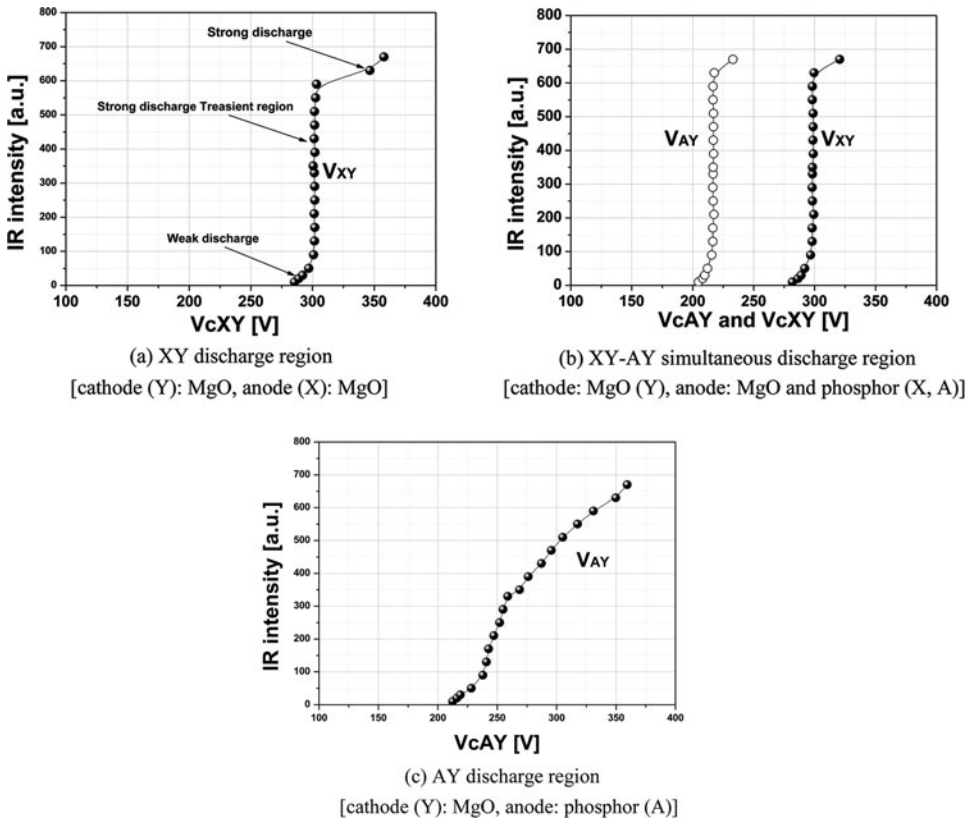 800
700
600
500
400
300
200
100
0
IR intensity [a.u.]
Strong discharge
Strong discharge Treasient region
VXY
Weak discharge
100 150 200 250 300 350 400
VcXY [V]
(a) XY discharge region
[cathode (Y): MgO, anode (X): MgO]
800
700
600
500
400
300
200
100
0
IR intensity [a.u.]
VAY VXY
100 150 200 250 300 350 400
VcAY and VcXY [V]
(b) XY-AY simultaneous discharge region
[cathode: MgO (Y), anode: MgO and phosphor (X, A)]
800
700
600
500
400
300
200
100
0
IR intensity [a.u.]
VAY
100 150 200 250 300 350 400
VcAY [V]
(c) AY discharge region
[cathode (Y): MgO, anode: phosphor (A)]